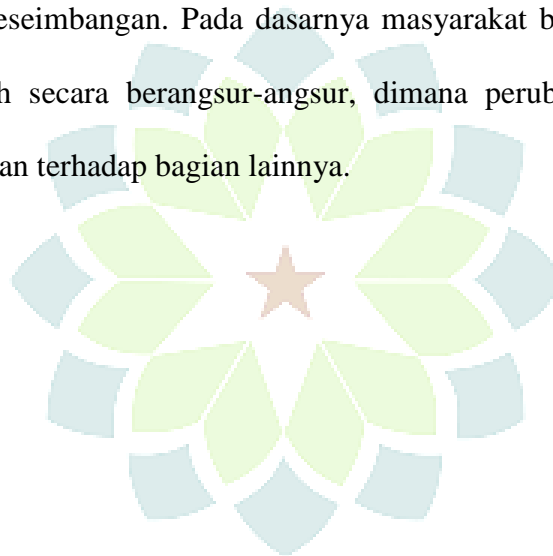 eseimbangan. Pada dasarnya masyarakat b
h secara berangsur-angsur, dimana perub
an terhadap bagian lainnya.